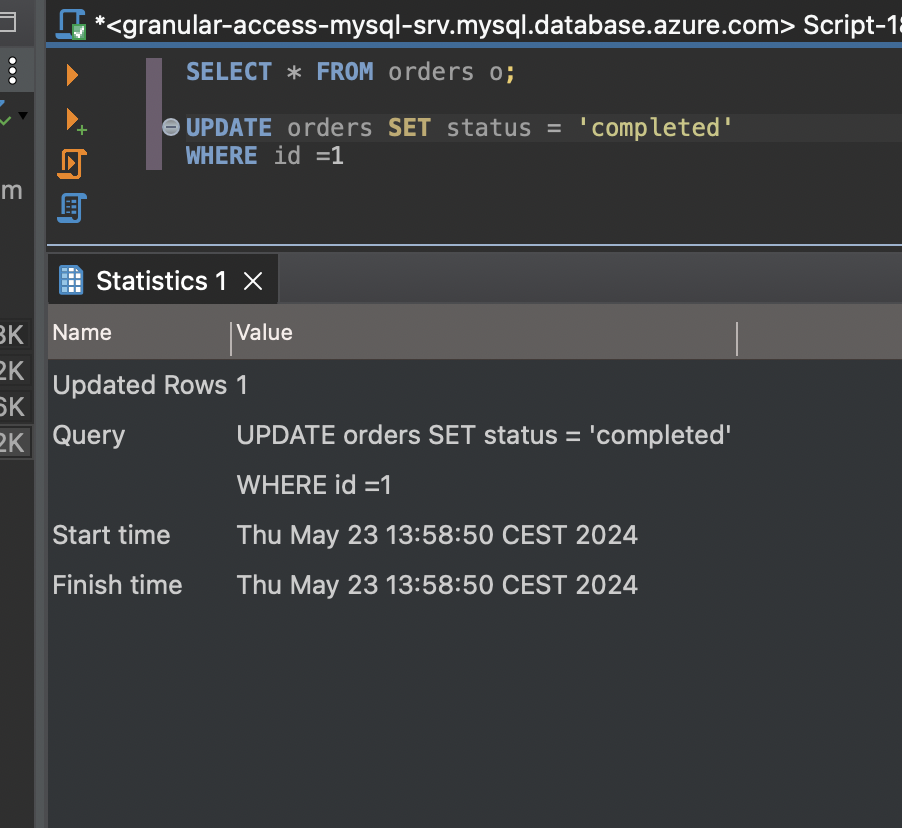 *<granular-access-mysql-srv.mysql.database.azure.com> Script-18
SELECT * FROM orders o;
UPDATE orders SET status = 'completed'
WHERE id =1
m
3K
2K
6K
2K
Statistics 1
Name Value
Updated Rows 1
Query UPDATE orders SET status = 'completed'
WHERE id =1
Start time Thu May 23 13:58:50 CEST 2024
Finish time Thu May 23 13:58:50 CEST 2024